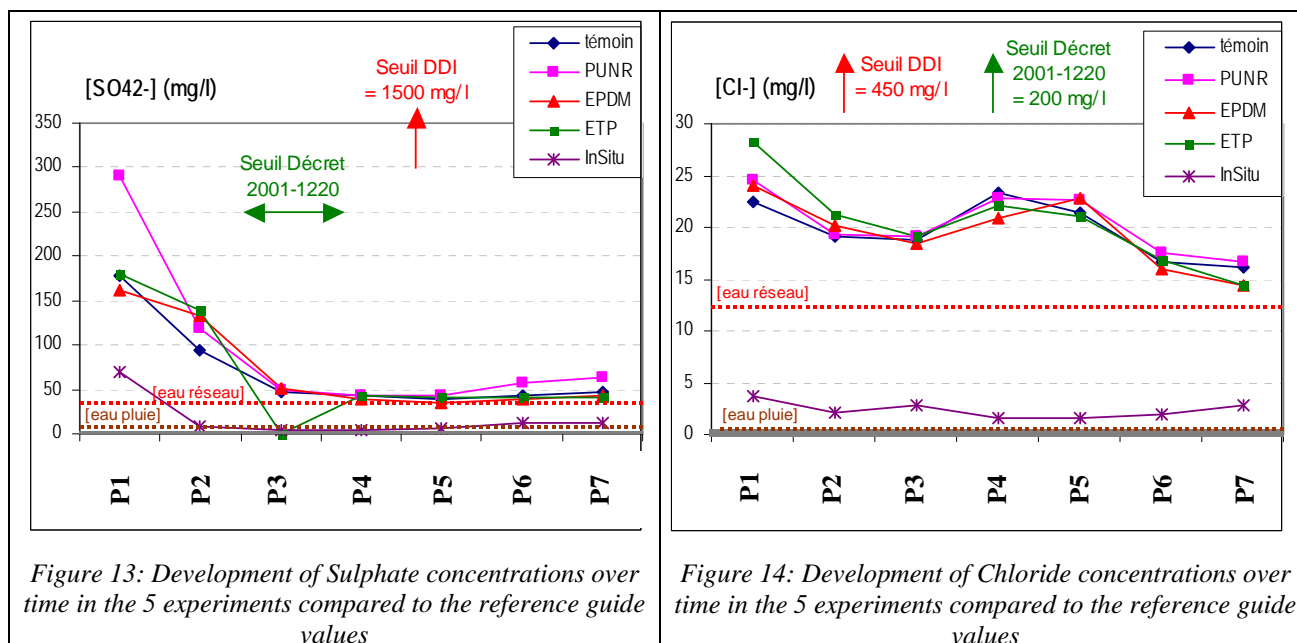 [SO42-] (mg/l)
Seuil DDI
= 1500 mg/l
Seuil Décret
2001-1220
témoin
PUNR
EPDM
ETP
InSitu
350
300
250
200
150
100
50
0
[eau réseau]
[eau pluie]
P1
P2
P3
P4
P5
P6
P7
Figure 13: Development of Sulphate concentrations over
time in the 5 experiments compared to the reference guide
values
[Cl-] (mg/l)
Seuil DDI
= 450 mg/l
Seuil Décret
2001-1220
= 200 mg/l
témoin
PUNR
EPDM
ETP
InSitu
30
25
20
15
10
5
0
[eau réseau]
[eau pluie]
P1
P2
P3
P4
P5
P6
P7
Figure 14: Development of Chloride concentrations over
time in the 5 experiments compared to the reference guide
values